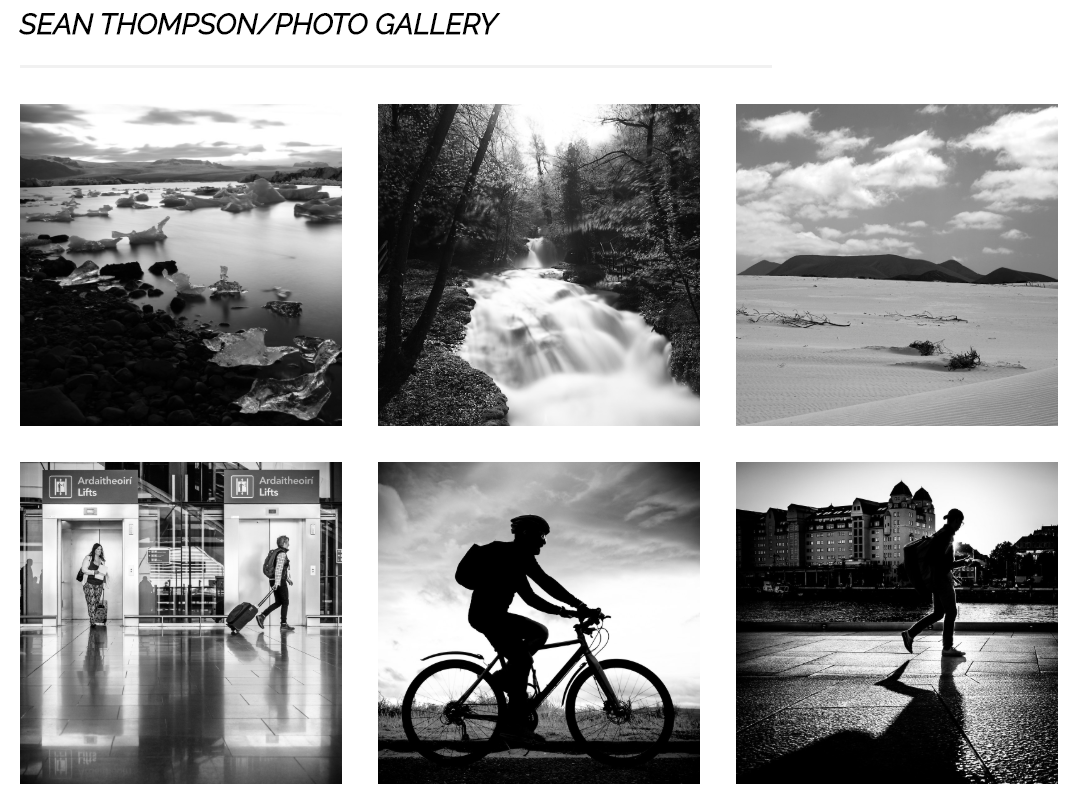 SEAN THOMPSON/PHOTO GALLERY
Ardaitheoirí
Lifts
Ardaitheoirí
Lifts